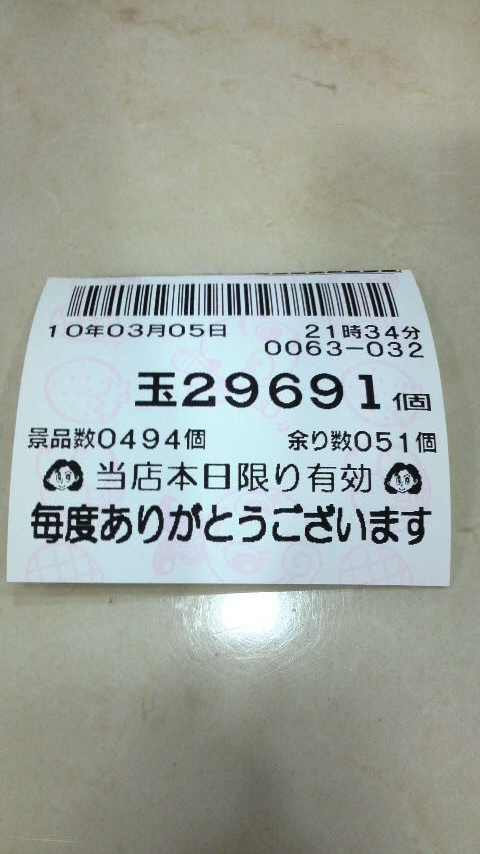 10年03月05日 21時34分
0063-032
玉29691個
景品数0494個 余り数051個
当店本日限り有効
毎度ありがとうございます